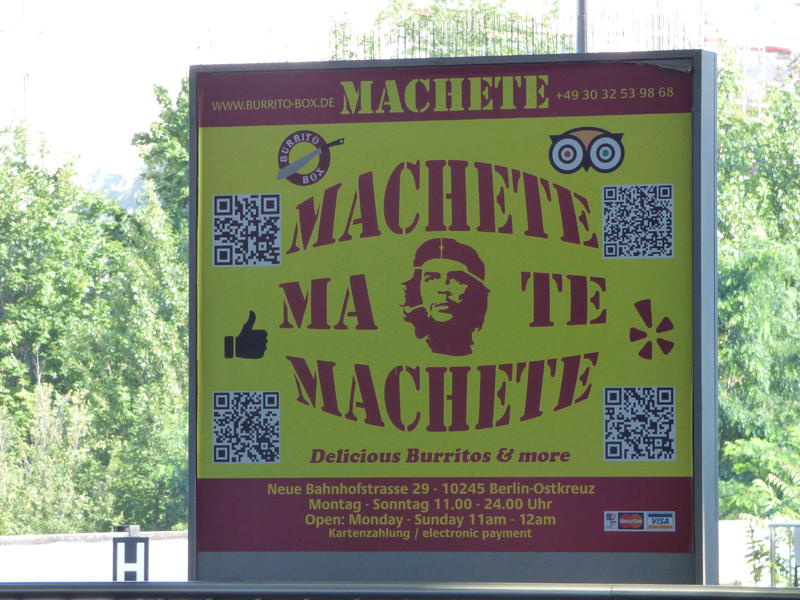 WWW.BURRITO-BOX.DE MACHETE +49 30 32 53 98 68
BURRITO
BOX
MACHETE
MA TE
MACHETE
Delicious Burritos & more
Neue Bahnhofstrasse 29 - 10245 Berlin-Ostkreuz
Montag - Sonntag 11.00 - 24.00 Uhr
Open: Monday - Sunday 11am - 12am
Kartenzahlung / electronic payment
MasterCard VISA
H